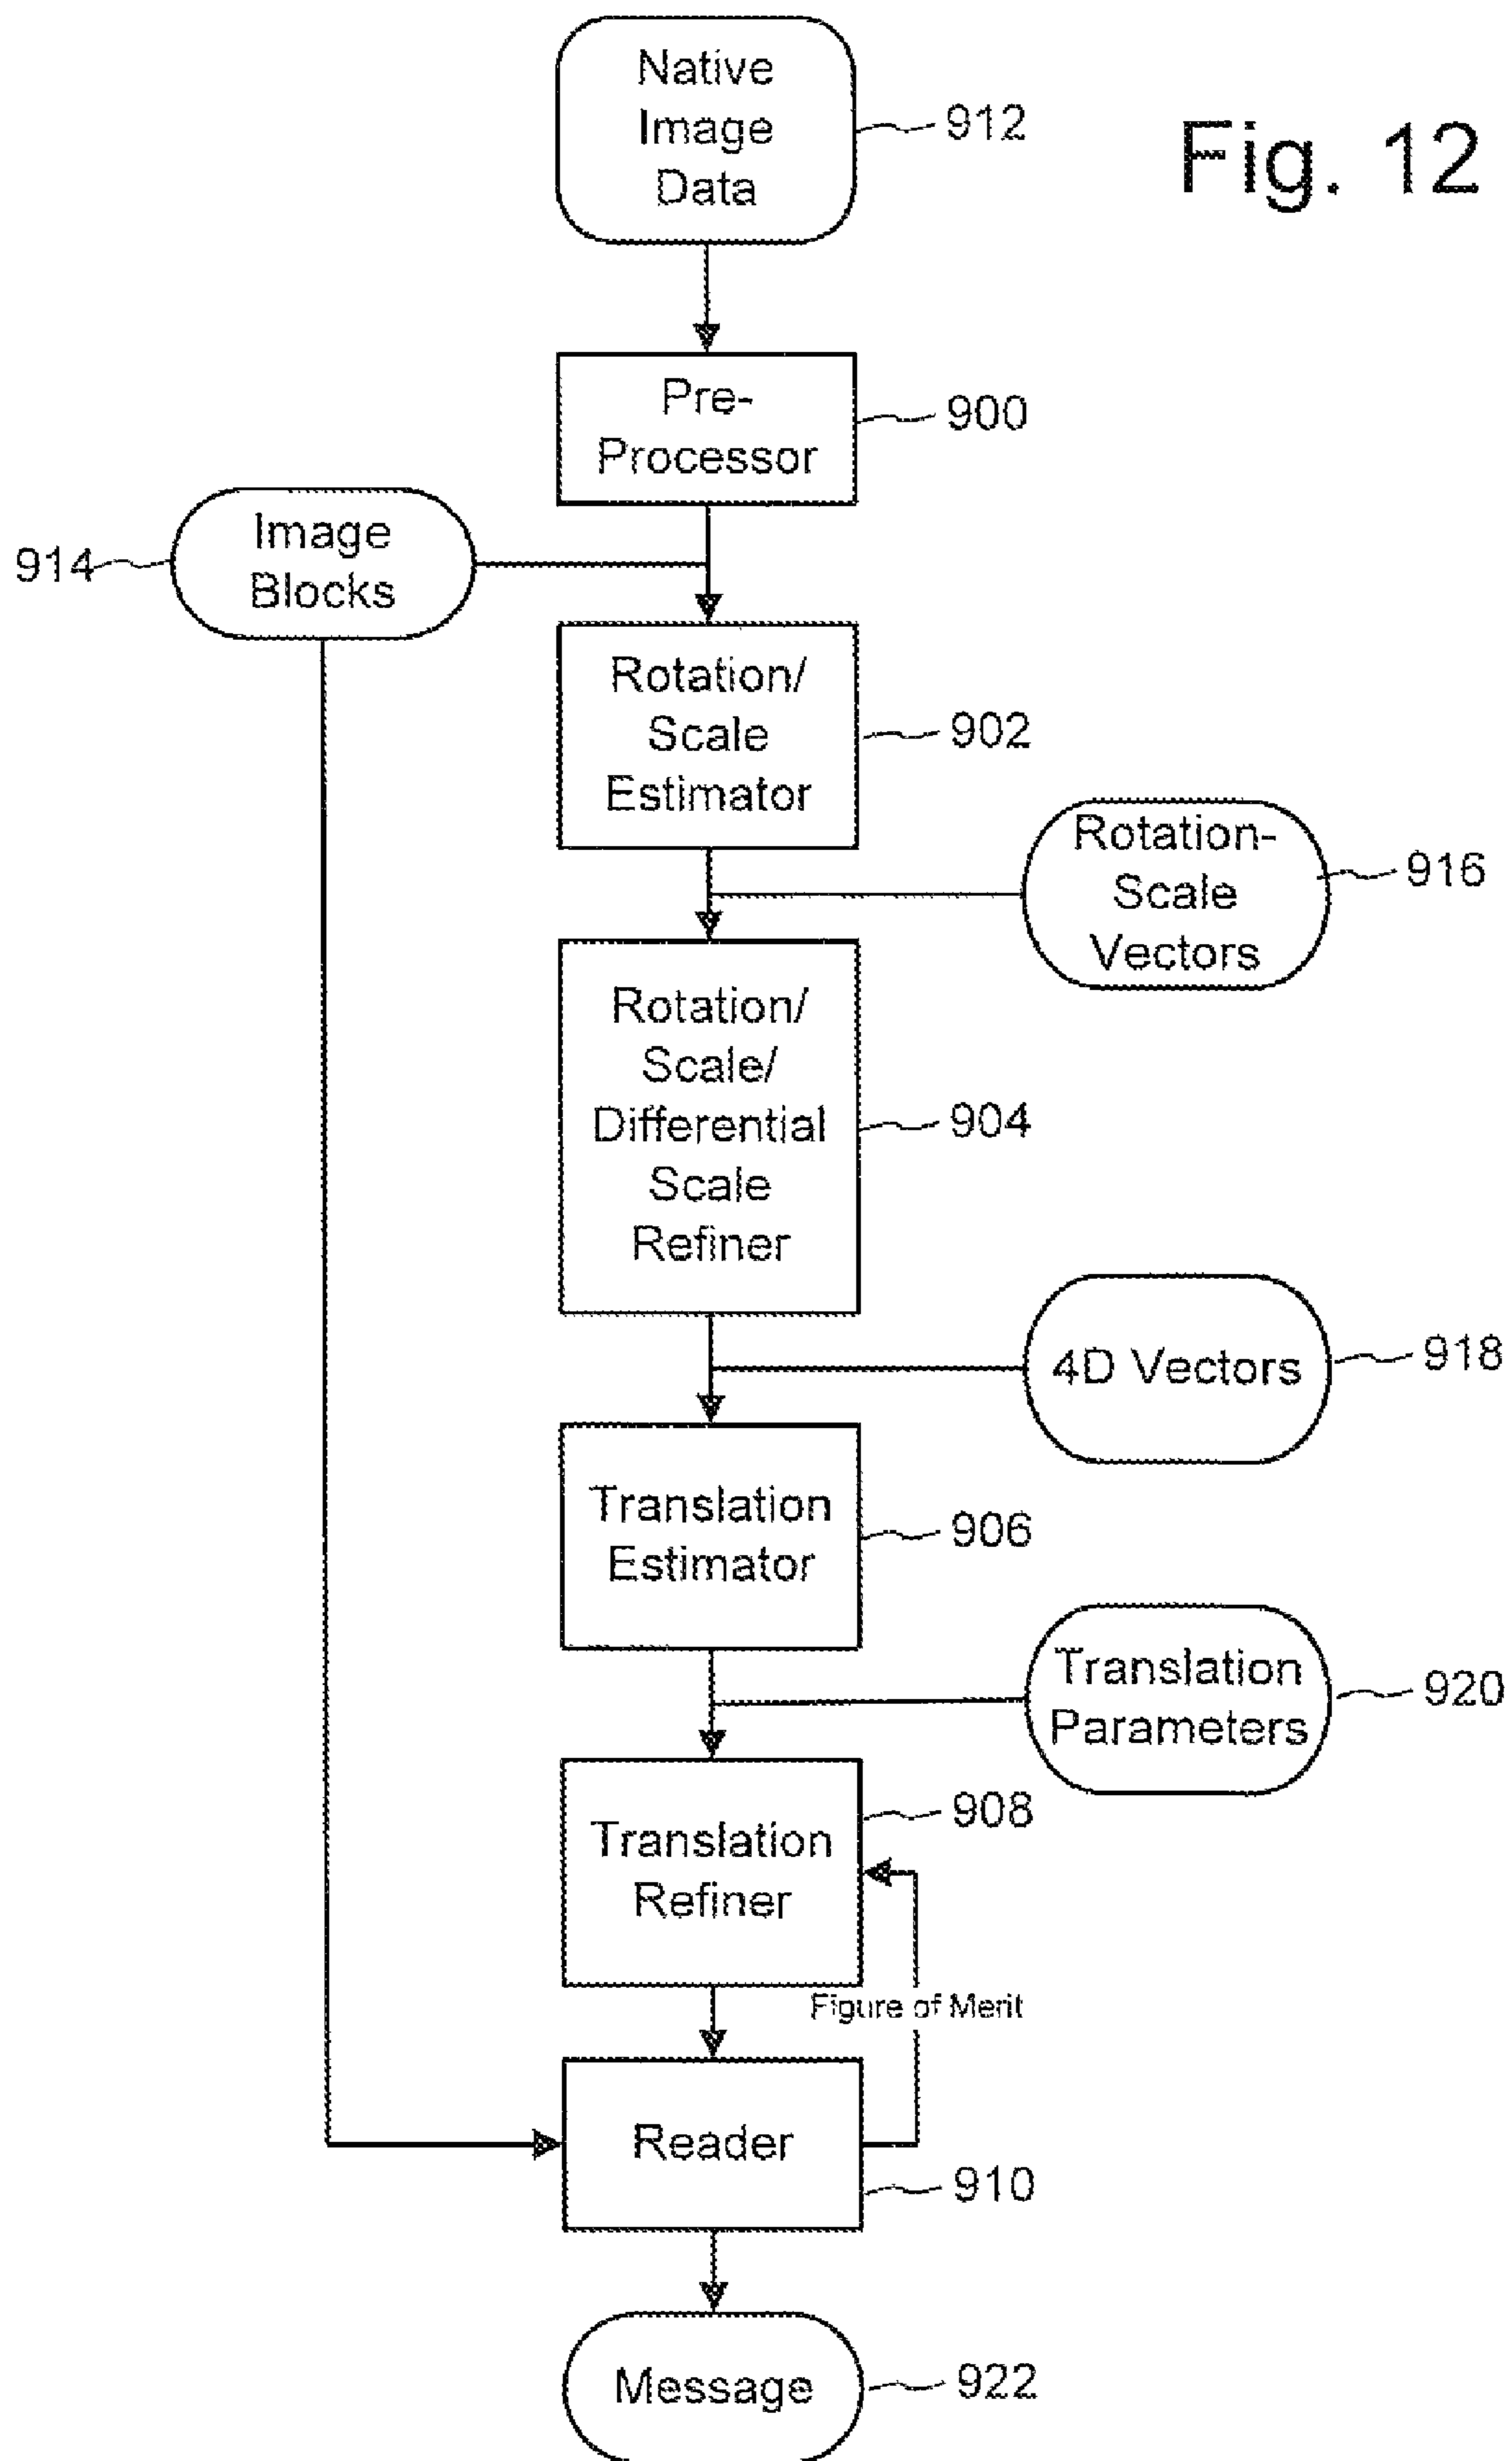 Native
Image
Data
912
Fig. 12
Pre-
Processor
900
Image
Blocks
914
Rotation/
Scale
Estimator
902
Rotation-
Scale
Vectors
916
Rotation/
Scale/
Differential
Scale
Refiner
904
4D Vectors
918
Translation
Estimator
906
Translation
Parameters
920
908
Translation
Refiner
Figure of Merit
Reader
910
Message
922